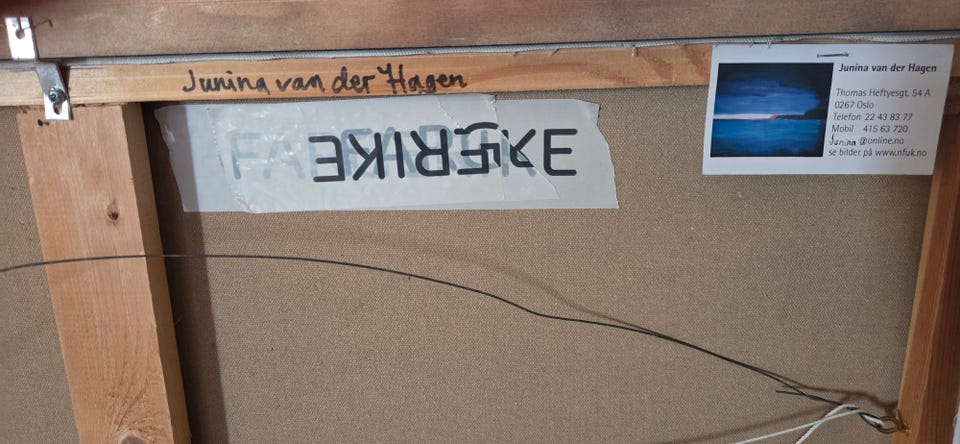 Junina van der Hagen
Junina van der Hagen
Thomas Heftyesgt. 54 A
0267 Oslo
Telefon 22 43 83 77
Mobil 415 63 720
Junina @online.no
se bilder på www.nfuk.no